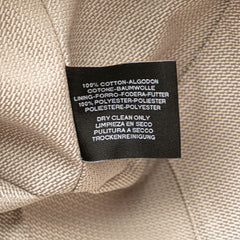 100% COTTON-ALGODON
COTONE-BAUMWOLLE
LINING-FORRO-FODERA-FUTTER
100% POLYESTER-POLIESTER
POLIESTERE-POLYESTER
DRY CLEAN ONLY
LIMPIEZA EN SECO
PULITURA A SECCO
TROCKENREINIGUNG